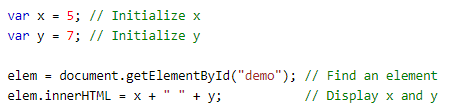 var x = 5; // Initialize x
var y = 7; // Initialize y
elem = document.getElementById("demo"); // Find an element
elem.innerHTML = x + " " + y;           // Display x and y